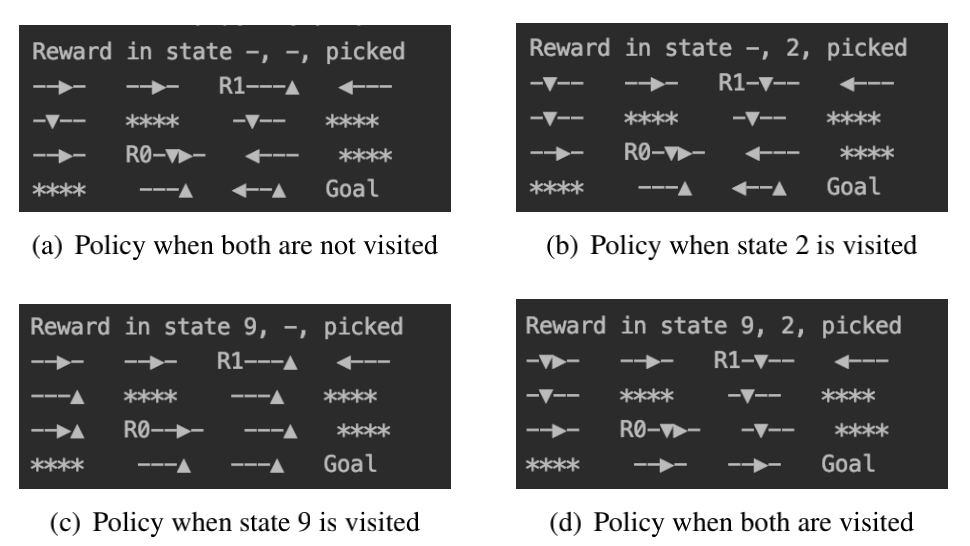 Reward in state -, -, picked
--►- --►- R1---▲ ◄---
-▼-- **** -▼-- ****
--►- R0-▼►- ◄--- ****
**** ---▲ ◄--▲ Goal
(a) Policy when both are not visited
Reward in state -, 2, picked
-▼-- --►- R1-▼-- ◄---
-▼-- **** -▼-- ****
--►- R0-▼►- ◄--- ****
**** ---▲ ◄--▲ Goal
(b) Policy when state 2 is visited
Reward in state 9, -, picked
--►- --►- R1---▲ ◄---
---▲ **** ---▲ ****
--►▲ R0--►- ---▲ ****
**** ---▲ ---▲ Goal
(c) Policy when state 9 is visited
Reward in state 9, 2, picked
-▼►- --►- R1-▼-- ◄---
-▼-- **** -▼-- ****
--►- R0-▼►- -▼-- ****
**** --►- --►- Goal
(d) Policy when both are visited